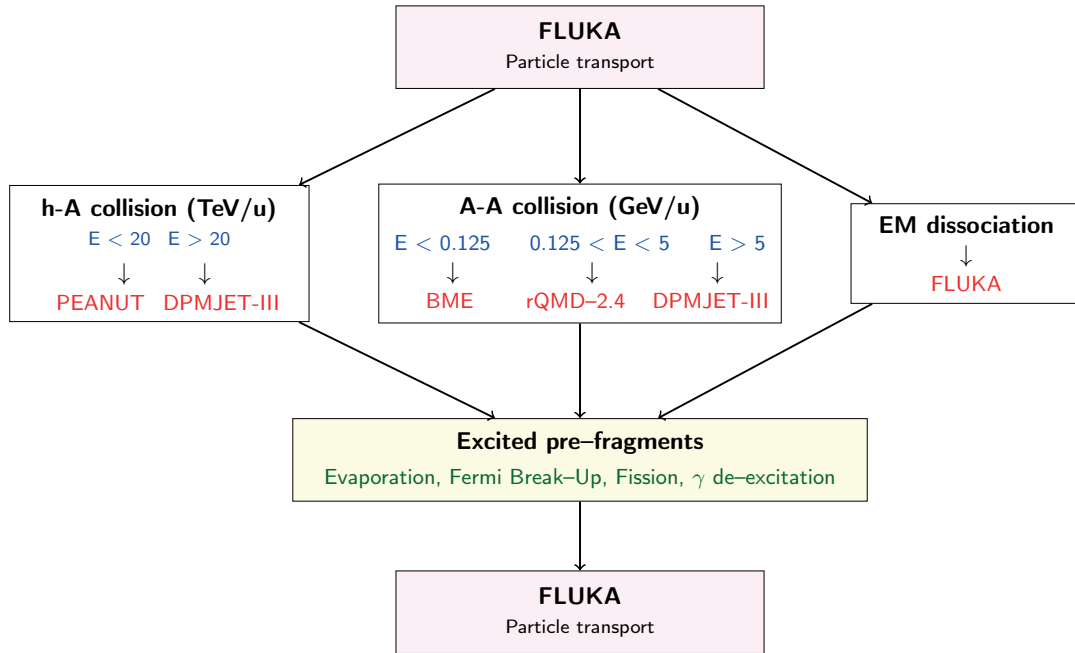 FLUKA
Particle transport
h-A collision (TeV/u)
E < 20 E > 20
↓ ↓
PEANUT DPMJET-III
A-A collision (GeV/u)
E < 0.125 0.125 < E < 5 E > 5
↓ ↓ ↓
BME rQMD–2.4 DPMJET-III
EM dissociation
↓
FLUKA
Excited pre–fragments
Evaporation, Fermi Break–Up, Fission, γ de–excitation
FLUKA
Particle transport